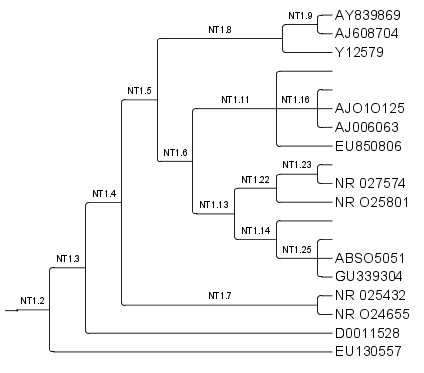 NT1.9 AY839869
NT1.8 AJ608704
Y12579
NT1.5
NT1.11 NT1.16 AJO1O125
AJ006063
EU850806
NT1.6
NT1.23
NT1.22 NR 027574
NT1.4 NR O25801
NT1.13
NT1.14
NT1.25 ABSO5051
NT1.3 GU339304
NT1.7 NR 025432
NT1.2 NR O24655
D0011528
EU130557